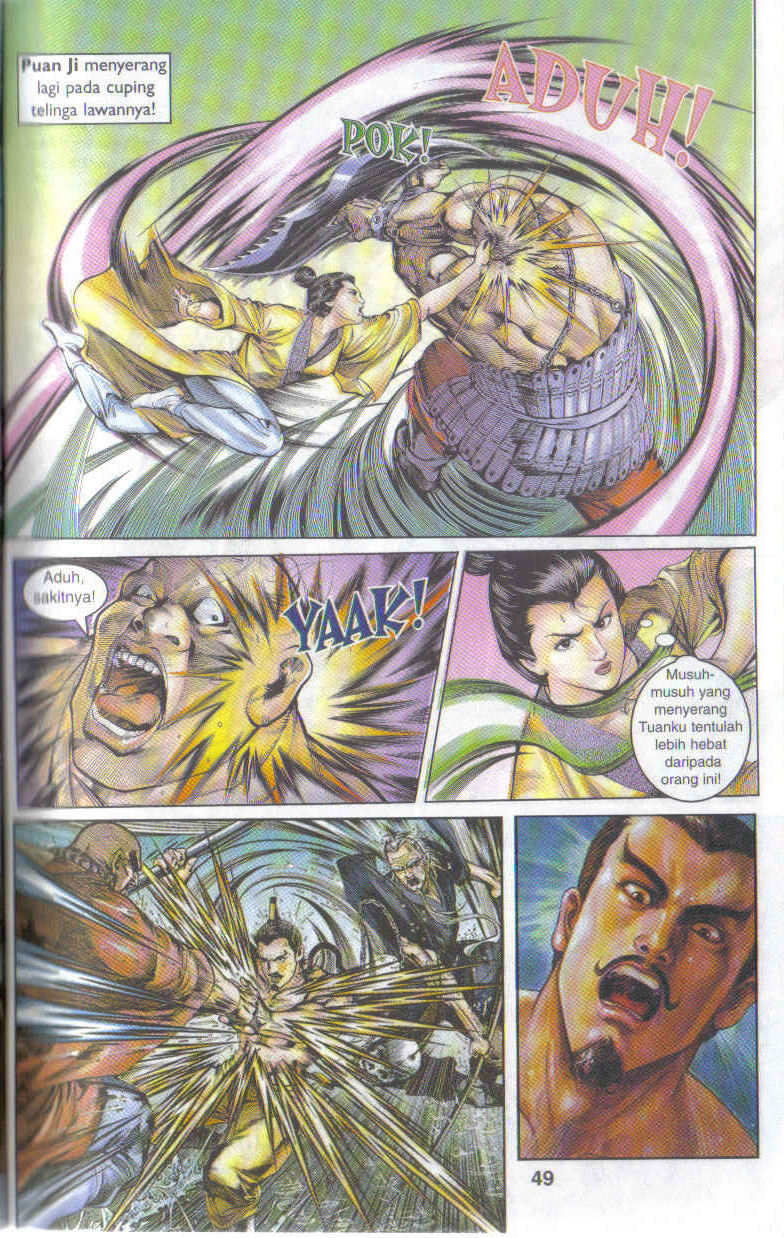 Puan Ji menyerang
lagi pada cuping
telinga lawannya!
ADUH!
POK!
Aduh,
sakitnya!
YAAK!
Musuh-
musuh yang
menyerang
Tuanku tentulah
lebih hebat
daripada
orang ini!
49